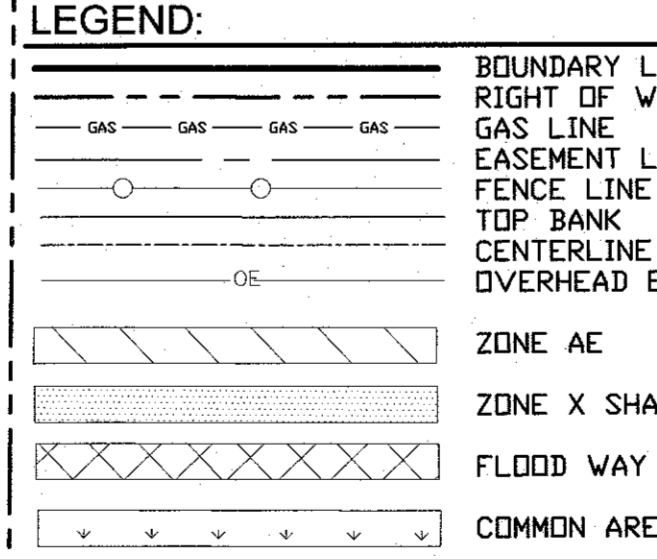 LEGEND:
BOUNDARY L
RIGHT OF W
GAS GAS GAS GAS GAS LINE
EASEMENT L
FENCE LINE
TOP BANK
CENTERLINE
OE OVERHEAD E
ZONE AE
ZONE X SHA
FLOOD WAY
COMMON ARE